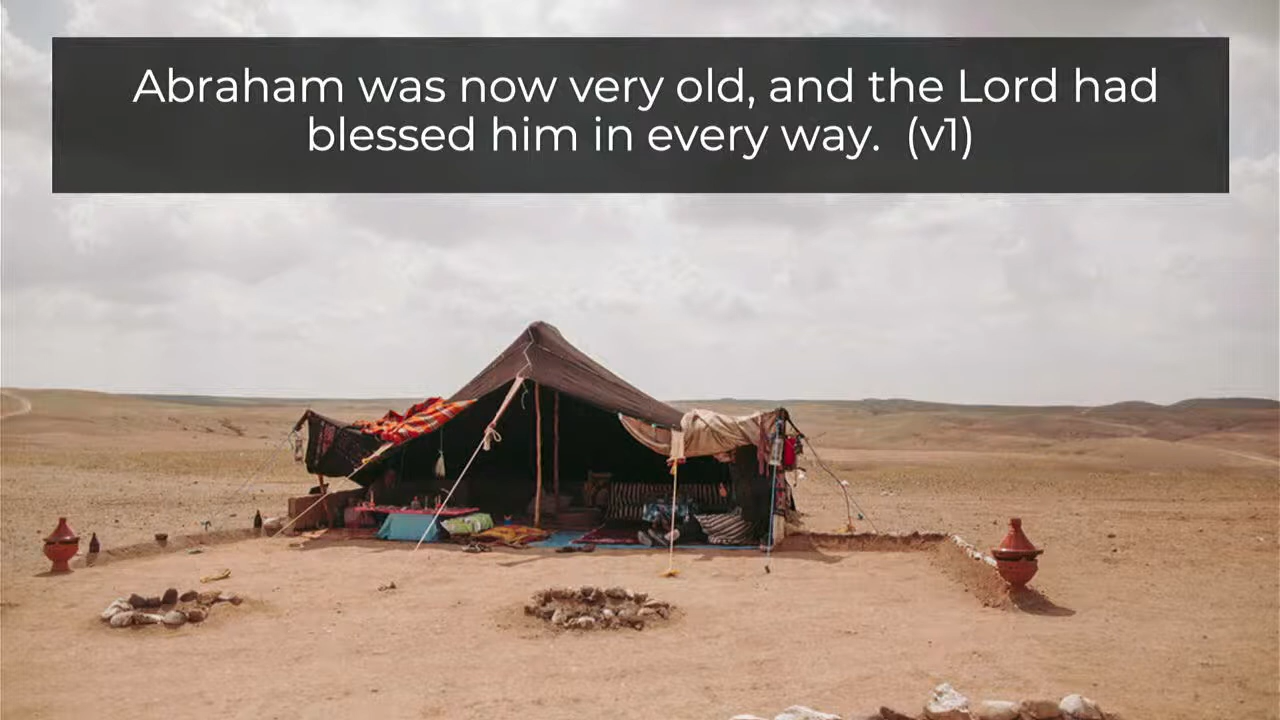 Abraham was now very old, and the Lord had
blessed him in every way.  (v1)